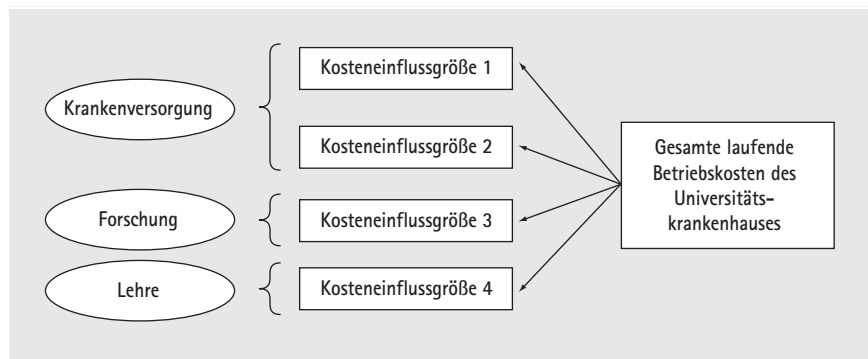 Krankenversorgung
Kosteneinflussgröße 1
Kosteneinflussgröße 2
Forschung
Kosteneinflussgröße 3
Lehre
Kosteneinflussgröße 4
Gesamte laufende
Betriebskosten des
Universitäts-
krankenhauses